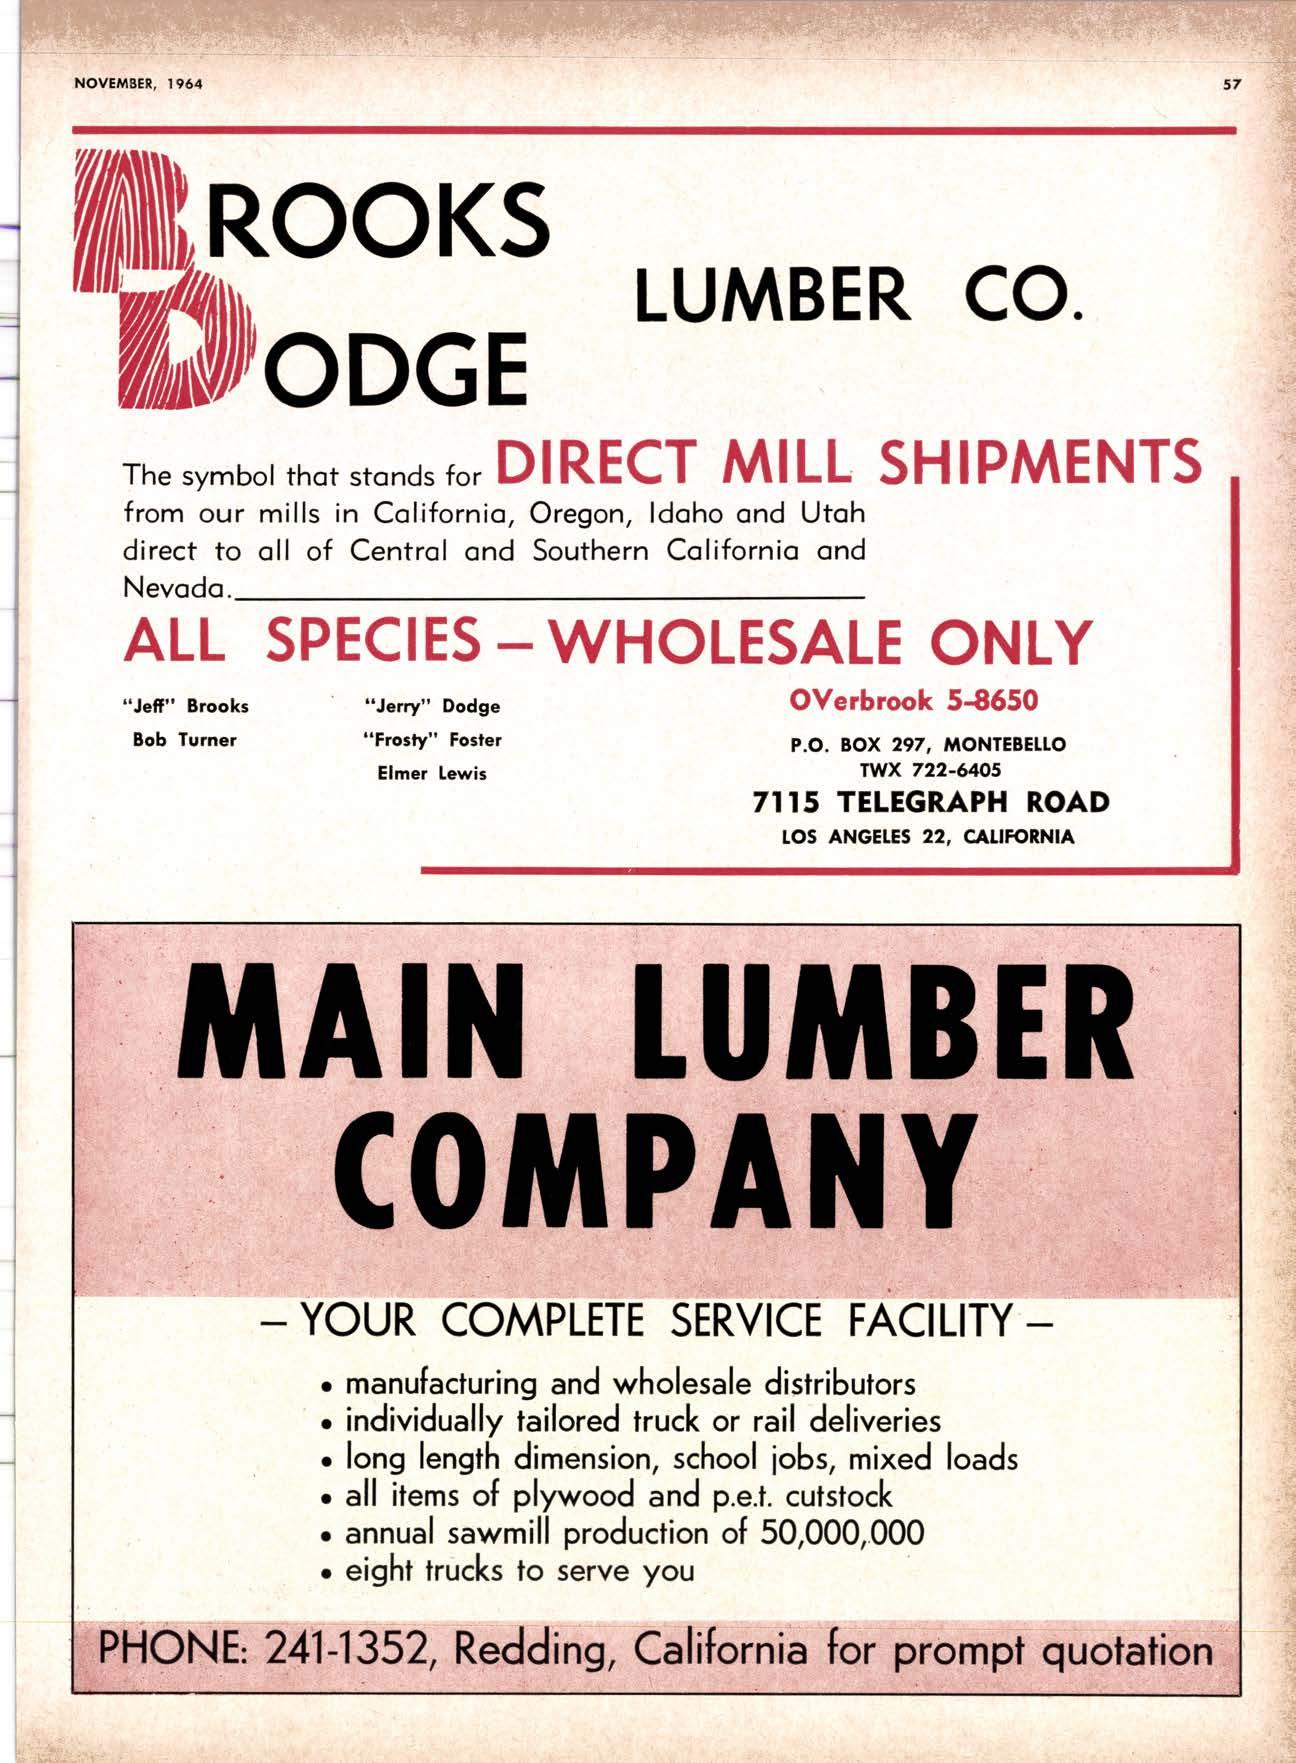 NOVEMBER, 1964
57
BROOKS
DODGE
LUMBER CO.
The symbol that stands for DIRECT MILL SHIPMENTS
from our mills in California, Oregon, Idaho and Utah
direct to all of Central and Southern California and
Nevada.
ALL SPECIES – WHOLESALE ONLY
"Jeff" Brooks
"Jerry" Dodge
Bob Turner
"Frosty" Foster
Elmer Lewis
OVerbrook 5-8650
P.O. BOX 297, MONTEBELLO
TWX 722-6405
7115 TELEGRAPH ROAD
LOS ANGELES 22, CALIFORNIA
MAIN LUMBER
COMPANY
– YOUR COMPLETE SERVICE FACILITY –
• manufacturing and wholesale distributors
• individually tailored truck or rail deliveries
• long length dimension, school jobs, mixed loads
• all items of plywood and p.e.t. cutstock
• annual sawmill production of 50,000,000
• eight trucks to serve you
PHONE: 241-1352, Redding, California for prompt quotation